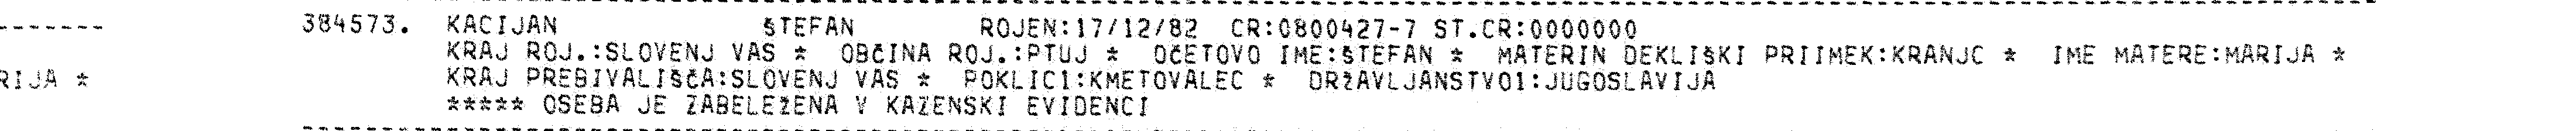 384573. KACIJAN ŠTEFAN ROJEN:17/12/82 CR:0800427-7 ST.CR:0000000
KRAJ ROJ.:SLOVENJ VAS * OBČINA ROJ.:PTUJ * OČETOVO IME:ŠTEFAN * MATERIN DEKLIŠKI PRIIMEK:KRANJC * IME MATERE:MARIJA *
RIJA * KRAJ PREBIVALIŠČA:SLOVENJ VAS * POKLIC1:KMETOVALEC * DRŽAVLJANSTVO1:JUGOSLAVIJA
***** OSEBA JE ZABELEŽENA V KAZENSKI EVIDENCI